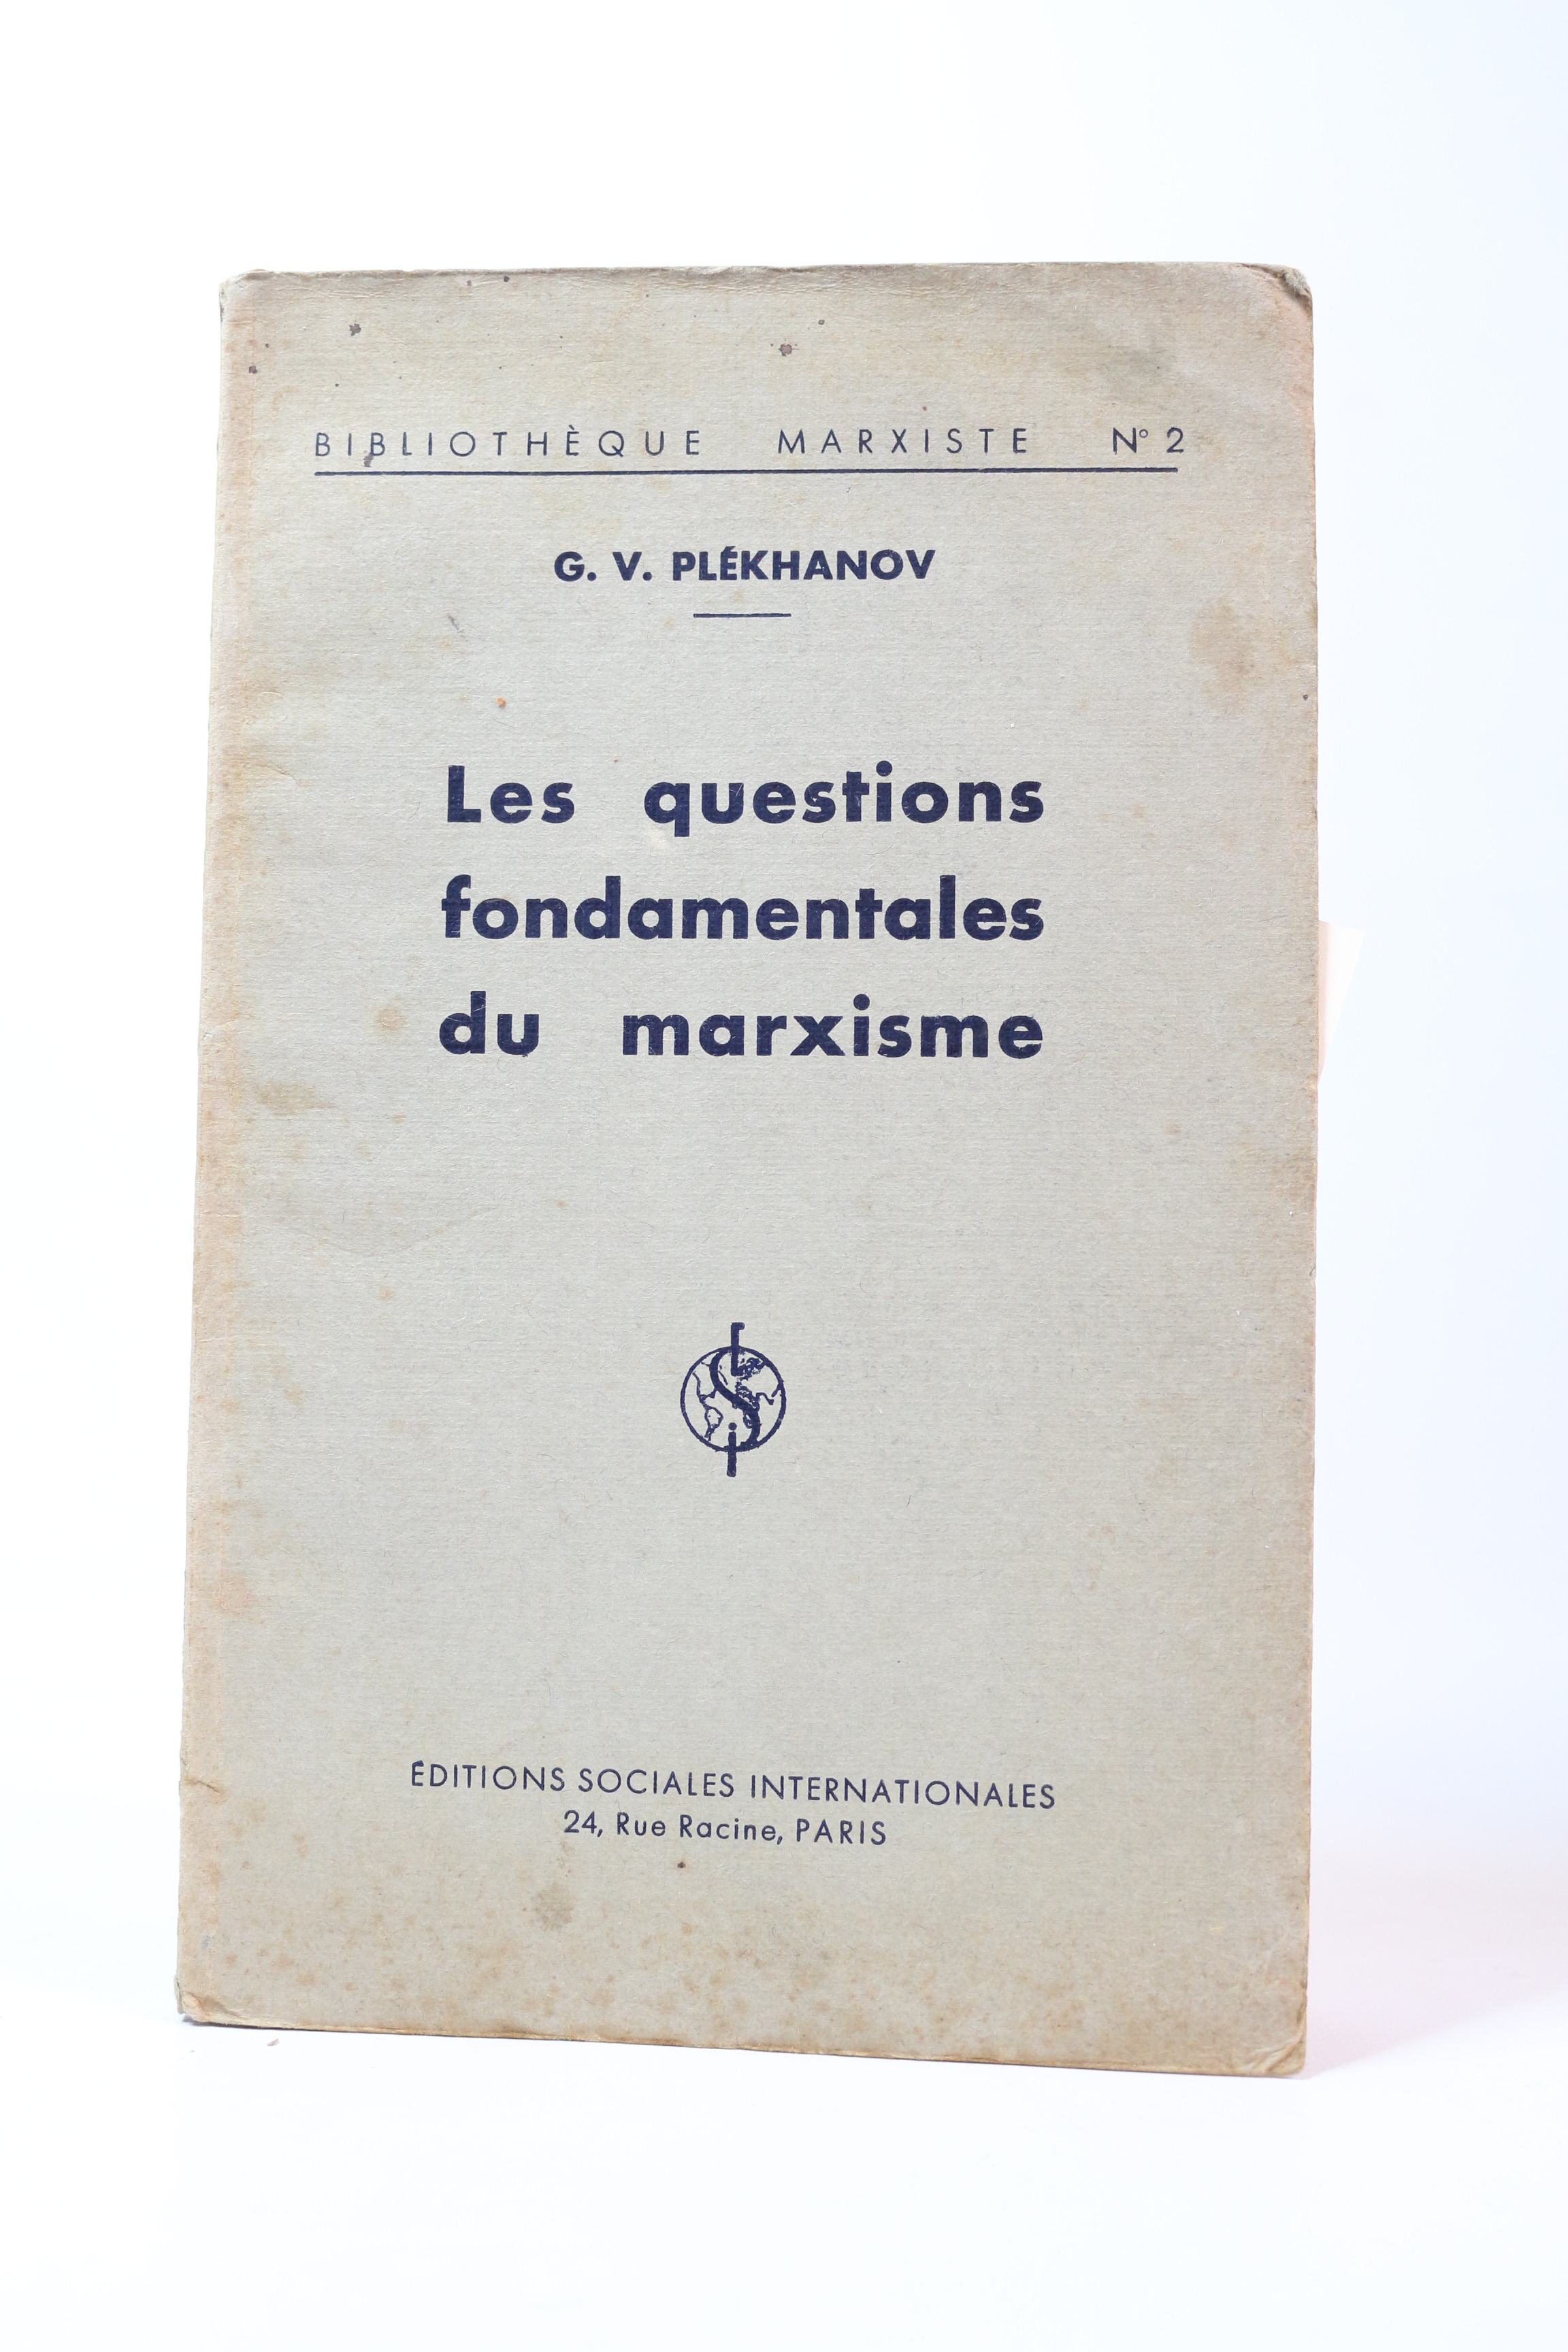 BIBLIOTHÈQUE MARXISTE N° 2
G. V. PLÉKHANOV
Les questions
fondamentales
du marxisme
E
S
I
ÉDITIONS SOCIALES INTERNATIONALES
24, Rue Racine, PARIS